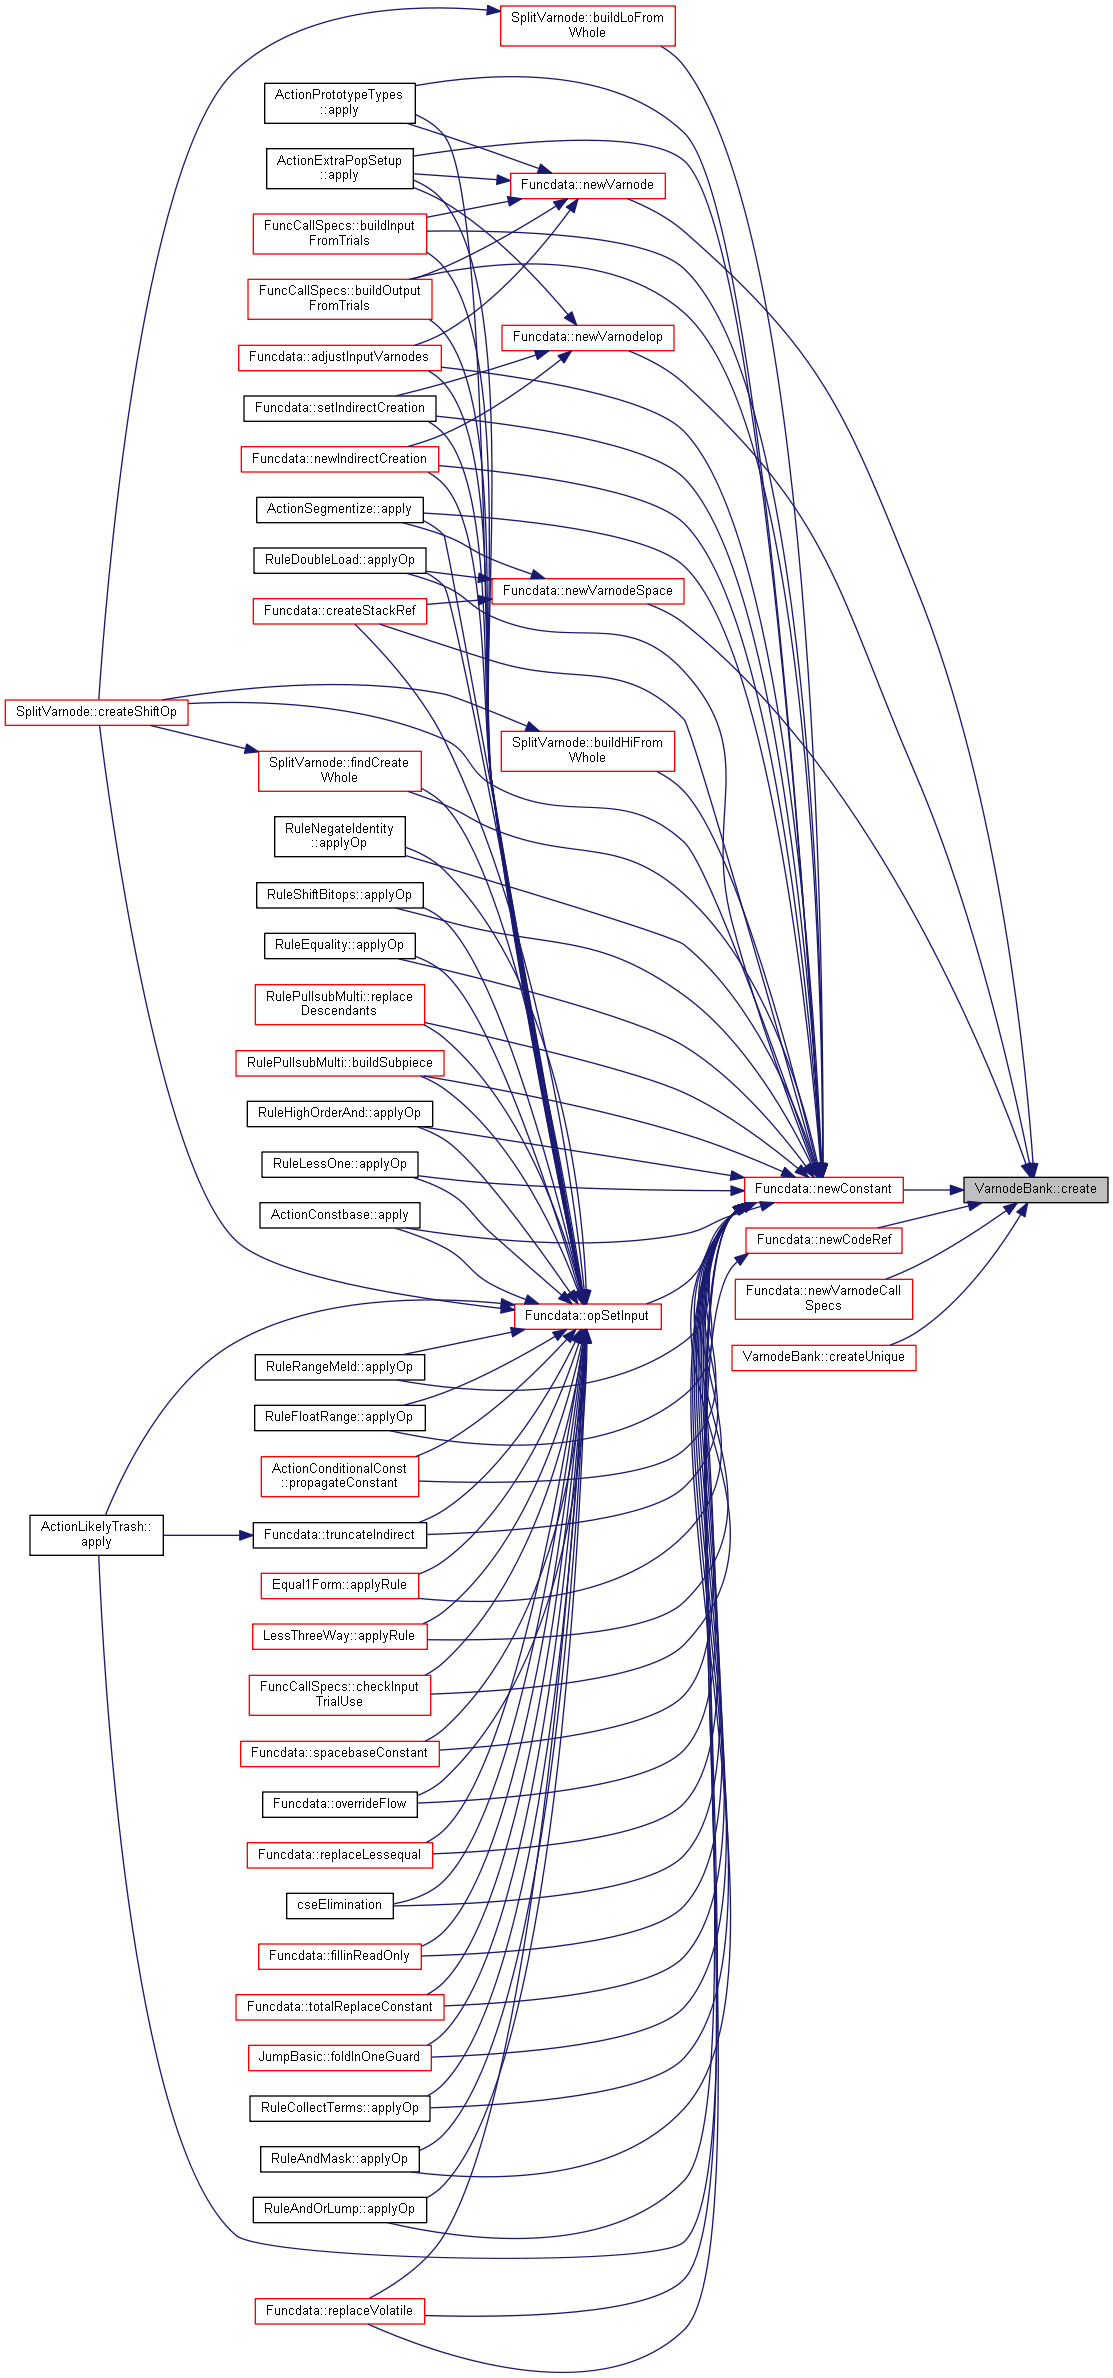 SplitVarnode::buildLoFrom
Whole
ActionPrototypeTypes
::apply
ActionExtraPopSetup
::apply
Funcdata::newVarnode
FuncCallSpecs::buildInput
FromTrials
FuncCallSpecs::buildOutput
FromTrials
Funcdata::newVarnodeIop
Funcdata::adjustInputVarnodes
Funcdata::setIndirectCreation
Funcdata::newIndirectCreation
ActionSegmentize::apply
RuleDoubleLoad::applyOp
Funcdata::newVarnodeSpace
Funcdata::createStackRef
SplitVarnode::createShiftOp
SplitVarnode::buildHiFrom
Whole
SplitVarnode::findCreate
Whole
RuleNegateIdentity
::applyOp
RuleShiftBitops::applyOp
RuleEquality::applyOp
RulePullsubMulti::replace
Descendants
RulePullsubMulti::buildSubpiece
RuleHighOrderAnd::applyOp
RuleLessOne::applyOp
Funcdata::newConstant
VarnodeBank::create
ActionConstbase::apply
Funcdata::newCodeRef
Funcdata::newVarnodeCall
Specs
Funcdata::opSetInput
VarnodeBank::createUnique
RuleRangeMeld::applyOp
RuleFloatRange::applyOp
ActionConditionalConst
::propagateConstant
ActionLikelyTrash::
apply
Funcdata::truncateIndirect
Equal1Form::applyRule
LessThreeWay::applyRule
FuncCallSpecs::checkInput
TrialUse
Funcdata::spacebaseConstant
Funcdata::overrideFlow
Funcdata::replaceLessequal
cseElimination
Funcdata::fillinReadOnly
Funcdata::totalReplaceConstant
JumpBasic::foldInOneGuard
RuleCollectTerms::applyOp
RuleAndMask::applyOp
RuleAndOrLump::applyOp
Funcdata::replaceVolatile